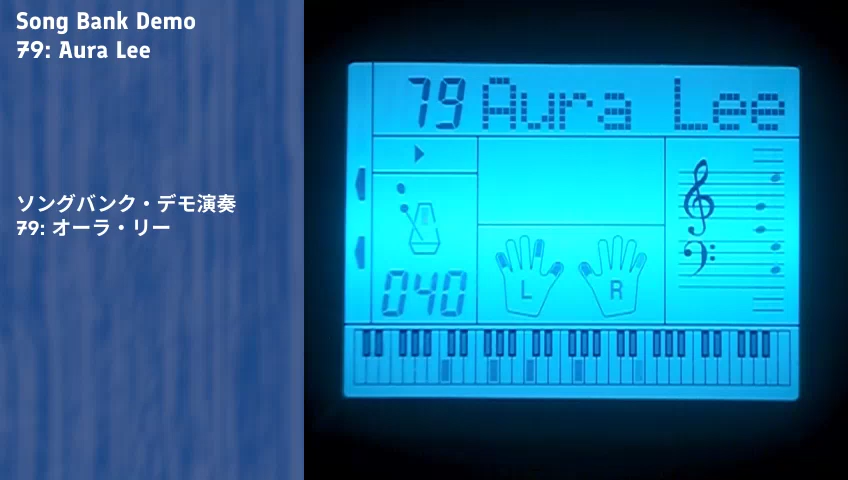 Song Bank Demo
79: Aura Lee
ソングバンク・デモ演奏
79: オーラ・リー
79 Aura Lee
040
L R